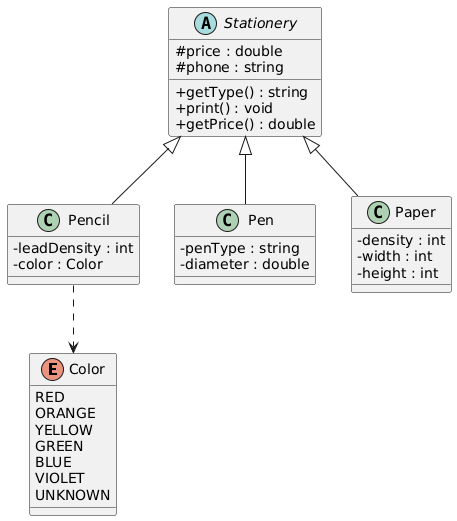 A Stationery
#price : double
#phone : string
+getType() : string
+print() : void
+getPrice() : double
C Pencil
-leadDensity : int
-color : Color
C Pen
-penType : string
-diameter : double
C Paper
-density : int
-width : int
-height : int
E Color
RED
ORANGE
YELLOW
GREEN
BLUE
VIOLET
UNKNOWN